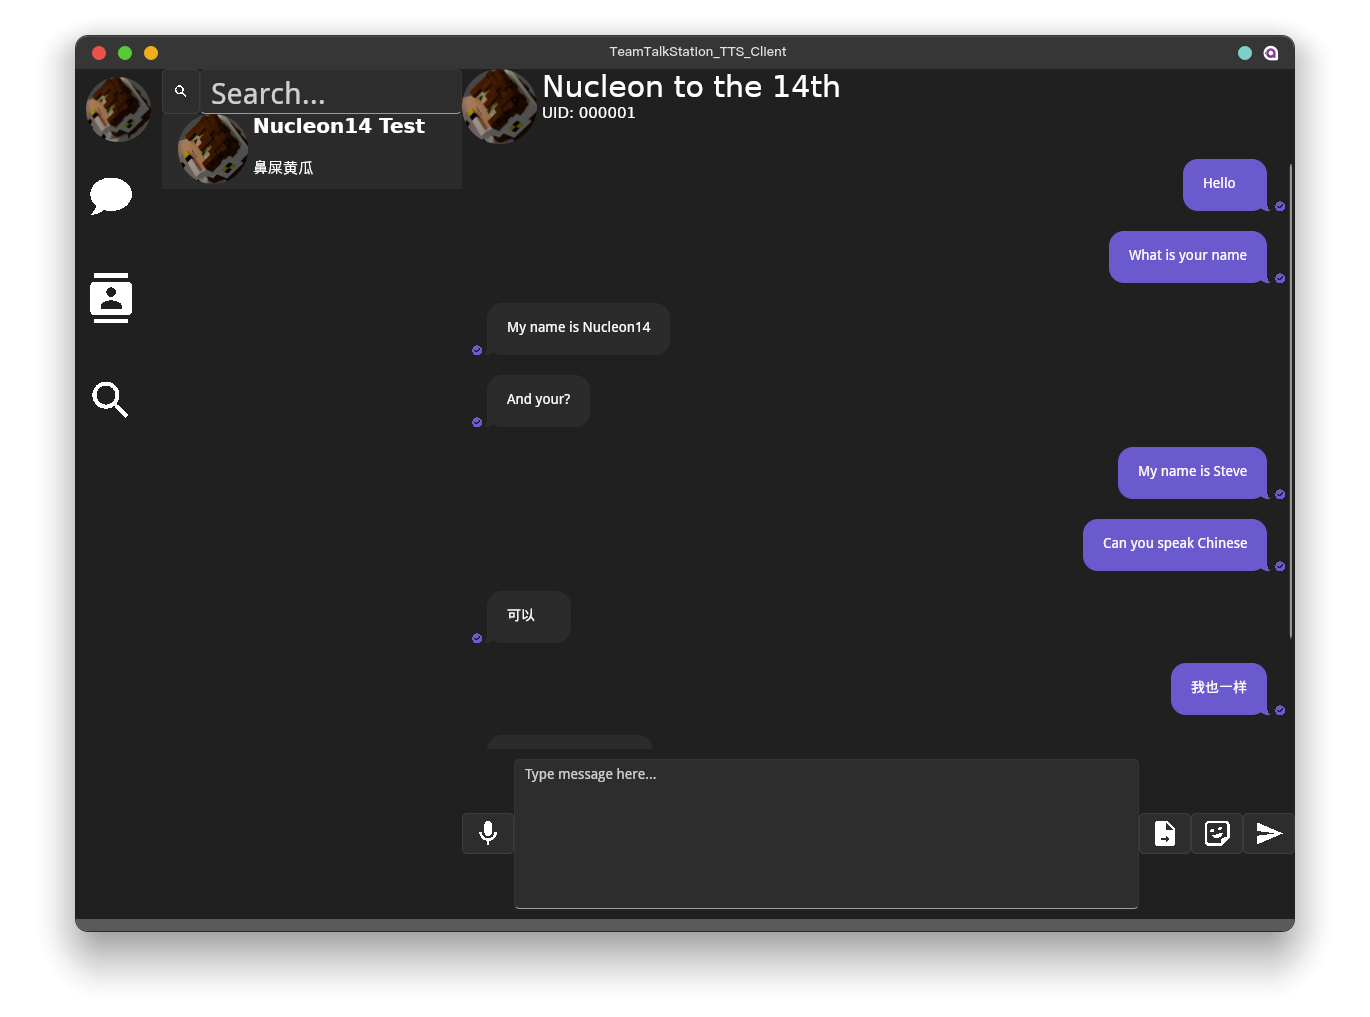 TeamTalkStation_TTS_Client
Search...
Nucleon14 Test
鼻屎黄瓜
Nucleon to the 14th
UID: 000001
Hello
What is your name
My name is Nucleon14
And your?
My name is Steve
Can you speak Chinese
可以
我也一样
Type message here...